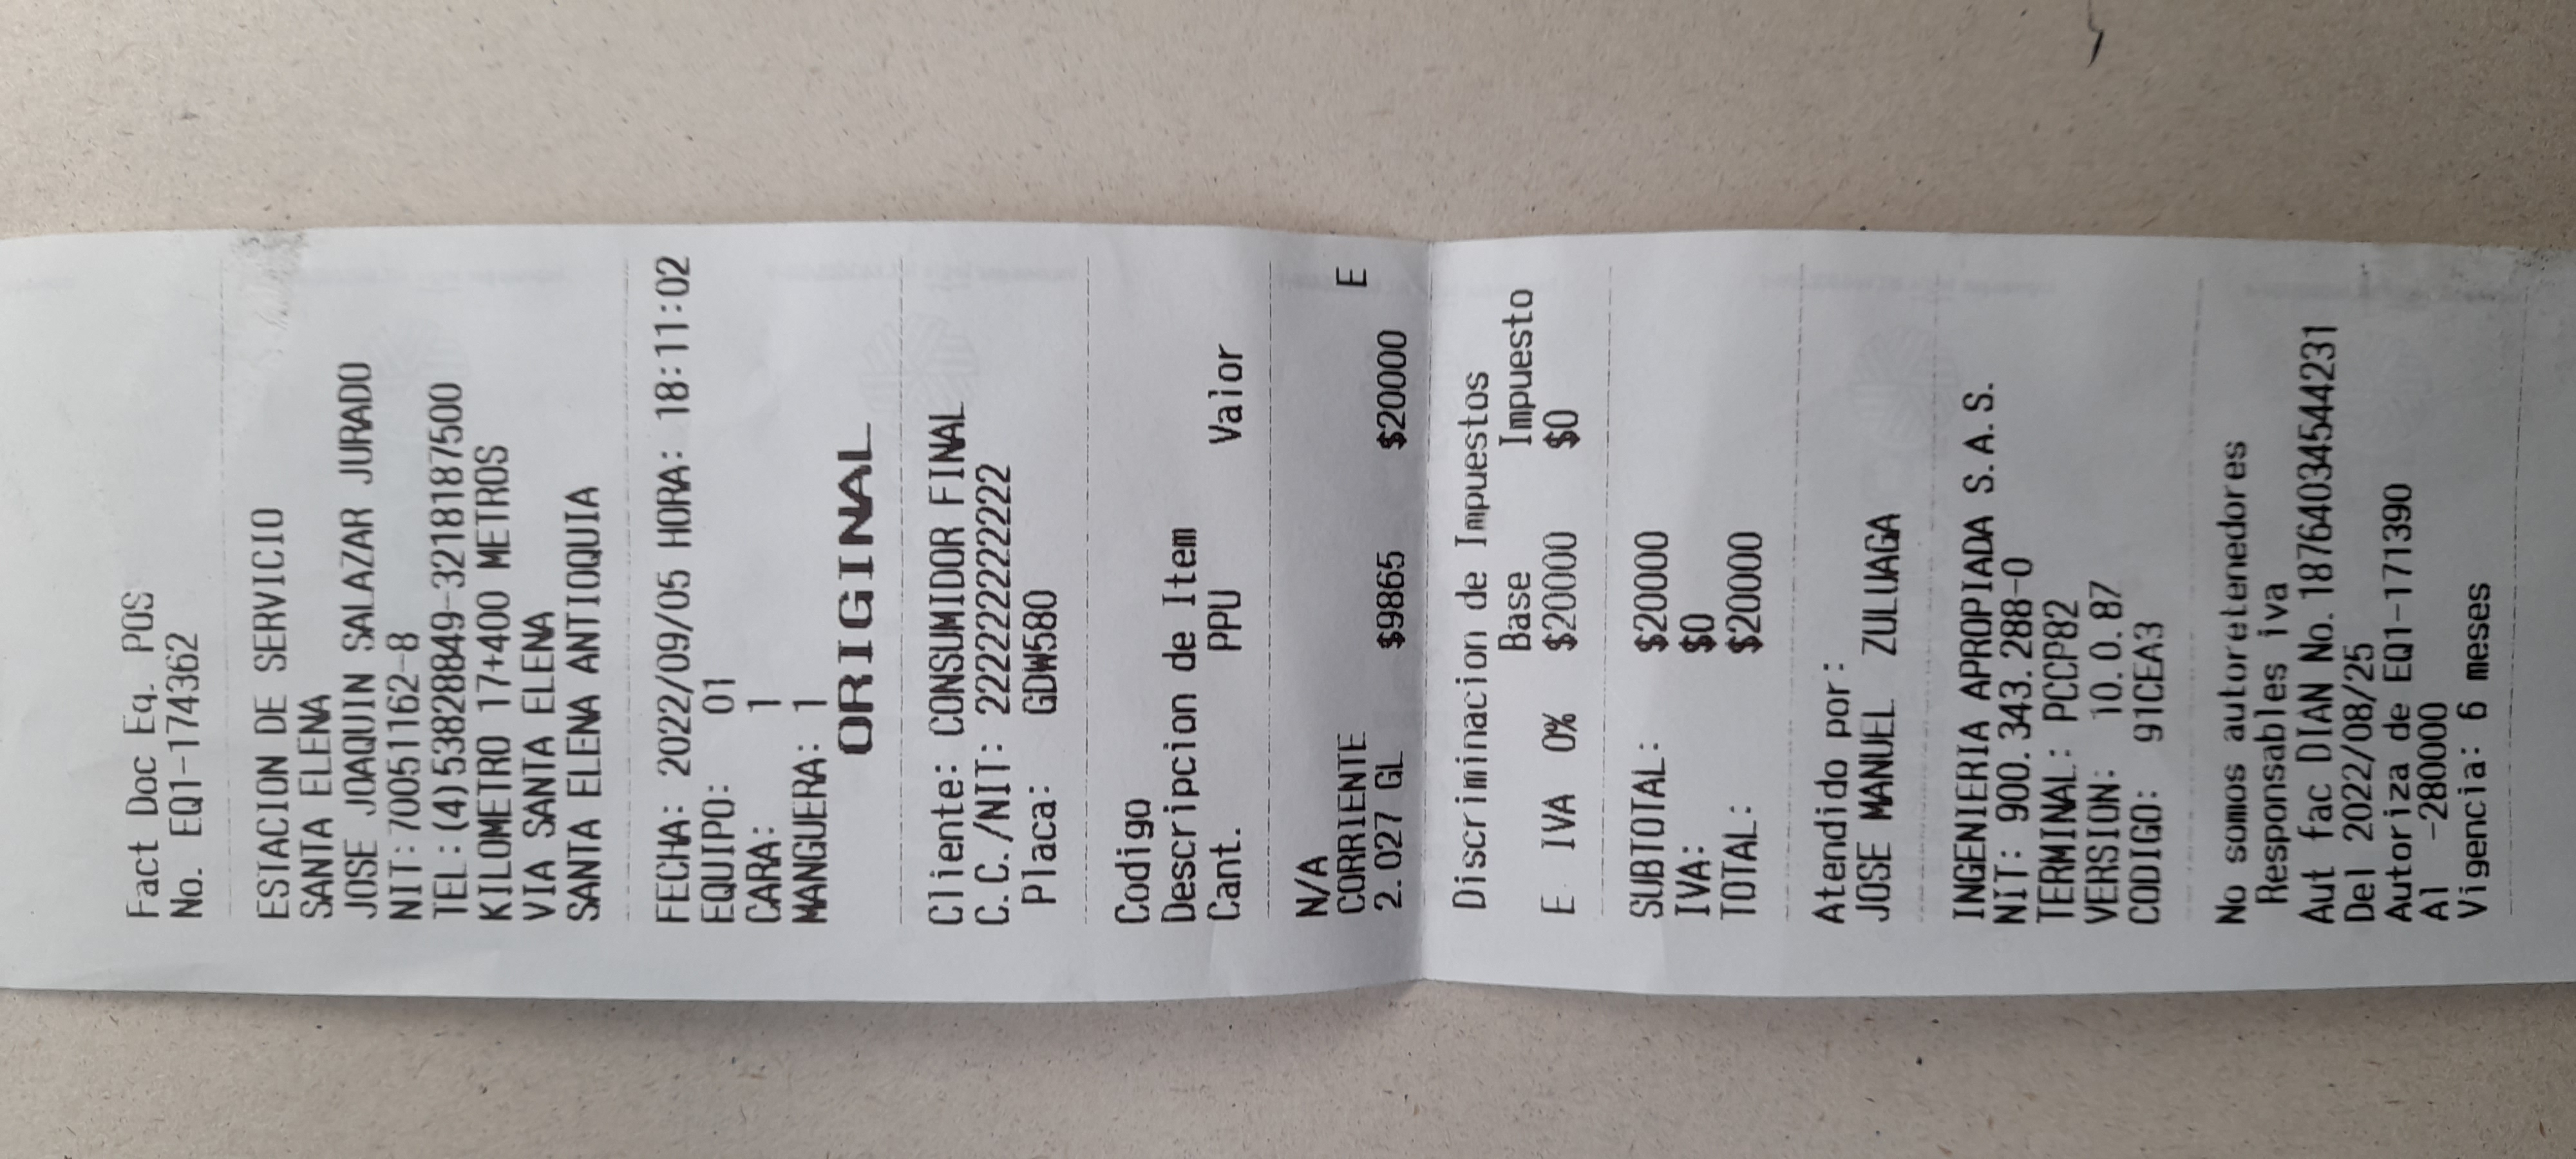 Fact Doc Eq. POS
No. EQ1-174362
ESTACION DE SERVICIO
SANTA ELENA
JOSE JOAQUIN SALAZAR JURADO
NIT:70051162-8
TEL:(4)53828849-3218187500
KILOMETRO 17+400 METROS
VIA SANTA ELENA
SANTA ELENA ANTIOQUIA
FECHA: 2022/09/05 HORA: 18:11:02
EQUIPO: 01
CARA: 1
MANGUERA: 1
ORIGINAL
Cliente: CONSUMIDOR FINAL
C.C./NIT: 222222222222
Placa: GDW580
Codigo
Descripcion de Item
Cant. PPU Valor
N/A
CORRIENTE E
2.027 GL $9865 $20000
Discriminacion de Impuestos
Base Impuesto
E IVA 0% $20000 $0
SUBTOTAL: $20000
IVA: $0
TOTAL: $20000
Atendido por:
JOSE MANUEL ZULUAGA
INGENIERIA APROPIADA S.A.S.
NIT: 900.343.288-0
TERMINAL: PCCP82
VERSION: 10.0.87
CODIGO: 91CEA3
No somos autoretenedores
Responsables iva
Aut fac DIAN No. 18764034544231
Del 2022/08/25
Autoriza de EQ1-171390
Al -280000
Vigencia: 6 meses